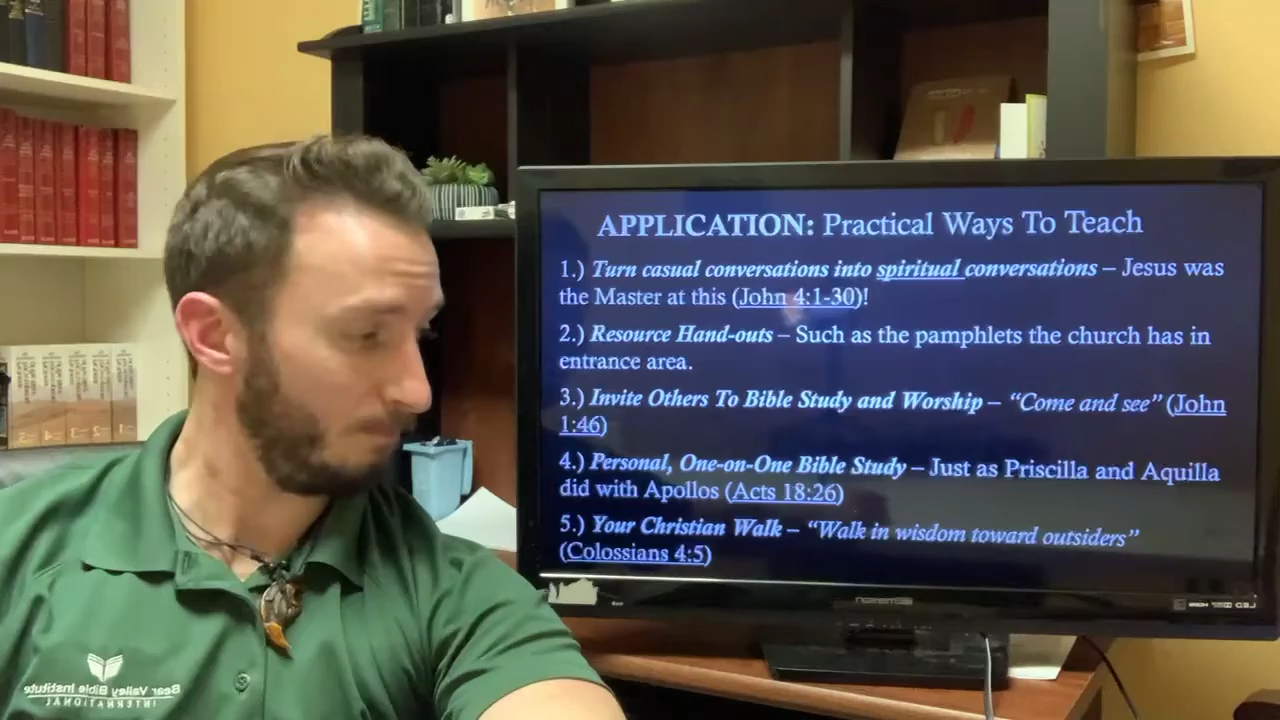 APPLICATION: Practical Ways To Teach
1.) Turn casual conversations into spiritual conversations – Jesus was
the Master at this (John 4:1-30)!
2.) Resource Hand-outs – Such as the pamphlets the church has in
entrance area.
3.) Invite Others To Bible Study and Worship – “Come and see” (John
1:46)
4.) Personal, One-on-One Bible Study – Just as Priscilla and Aquilla
did with Apollos (Acts 18:26)
5.) Your Christian Walk – “Walk in wisdom toward outsiders”
(Colossians 4:5)
Bear Valley Bible Institute
INTERNATIONAL